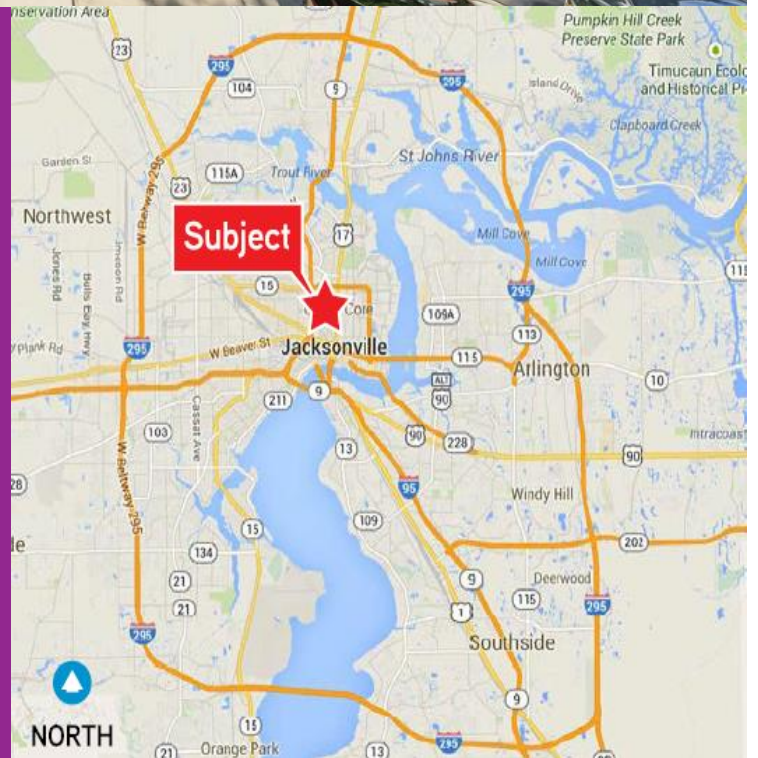 nservation Area
Pumpkin Hill Creek
Preserve State Park
23
295
295
Timucuan Ecolo
and Historical Pr
104
9
Island Drive
Clapboard Creek
Garden St
115A
Trout River
St Johns River
W Beltway 295
23
Northwest
Subject
17
Mill Cove
Mill Cove
Jones Rd
Bulls Bay Hwy
Imeson Rd
15
Core
109A
295
115
113
Plank Rd
295
W Beaver St
Jacksonville
115
Arlington
ALT
90
10
211
9
Cassat Ave
103
13
90
228
Intracoast
90
28
W Beltway 295
95
Windy Hill
15
109
le
134
202
21
9
Deerwood
21
1
115
295
295
Southside
9
NORTH
15
21
Orange Park
13
295